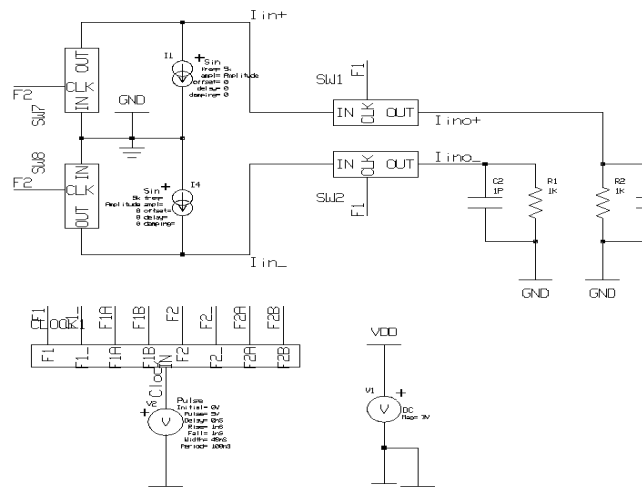 Iin+
OUT
CLK
IN
F2
SW7
GND
I1
Sin
freq= 5k
ampl= Amplitude
offset= 0
delay= 0
damping= 0
SW1
F1
IN
CLK
OUT
Iino+
SW8
IN
CLK
OUT
F2
I4
Sin
5k freq=
Amplitude ampl=
0 offset=
0 delay=
0 damping=
IN
CLK
OUT
Iino_
SW2
F1
C2
1P
R1
1K
R2
1K
Iin_
GND
GND
F1
F1_
F1A
F1B
F2
F2_
F2A
F2B
CLOCK1
F1
F1_
F1A
F1B
F2
F2_
F2A
F2B
Clock
IN
V2
V
Pulse
Initial= 0V
Pulse= 3V
Delay= 0nS
Rise= 1nS
Fall= 1nS
Width= 48nS
Period= 100nS
VDD
V1
V
DC
Mag= 3V